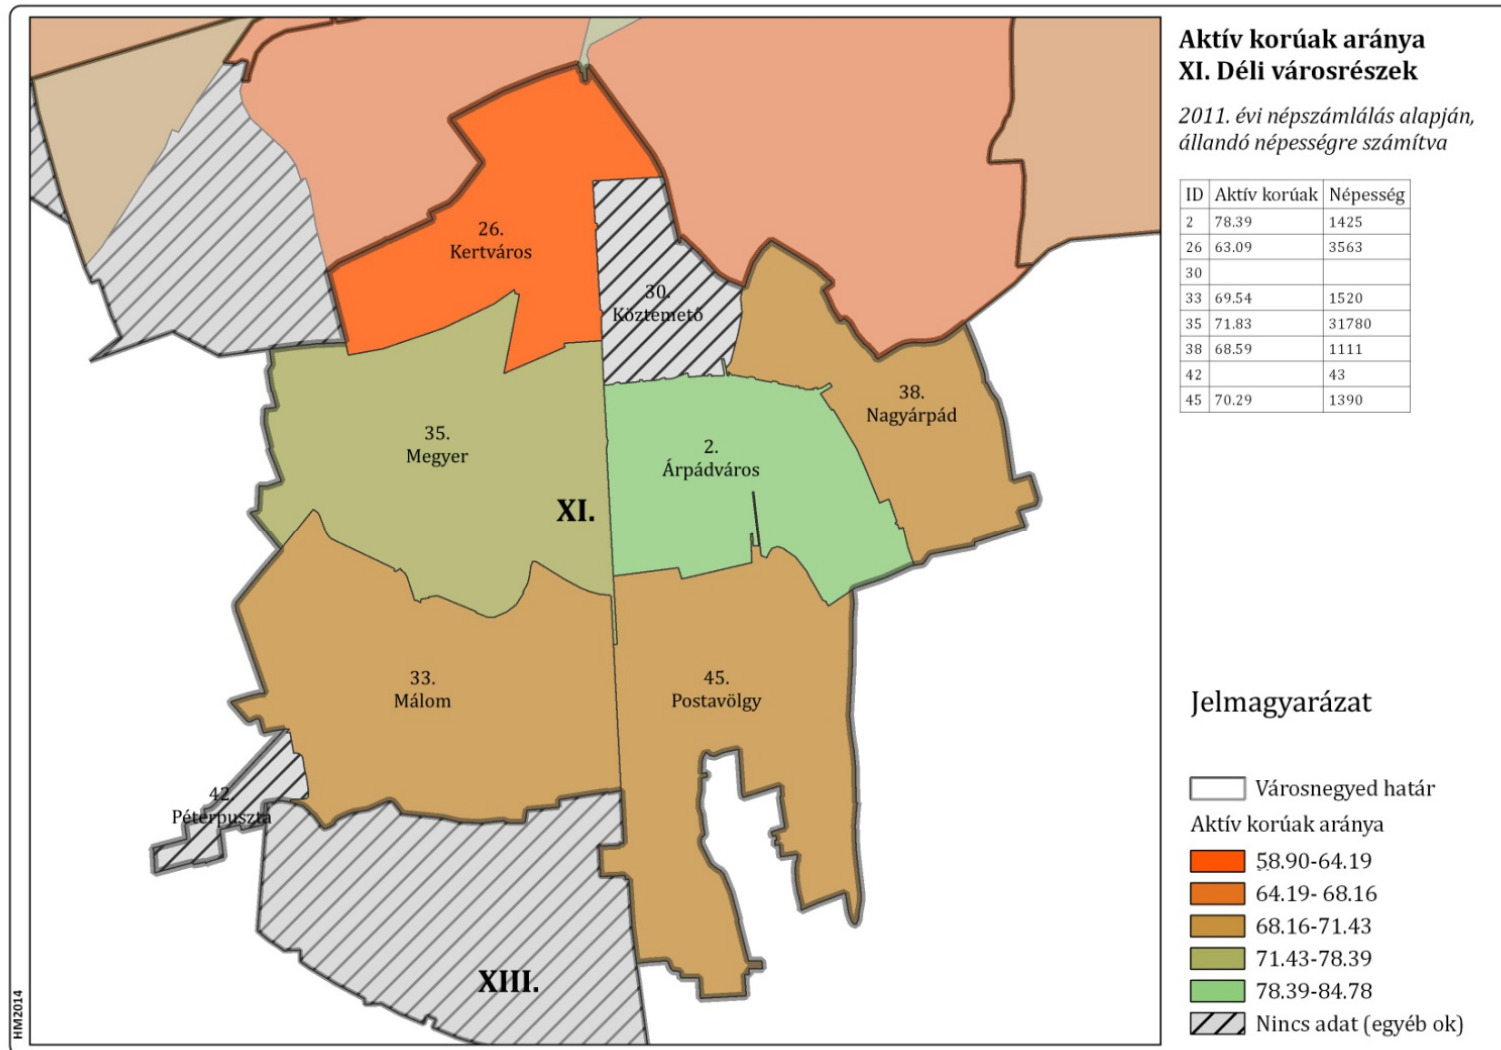 Aktív korúak aránya
XI. Déli városrészek
2011. évi népszámlálás alapján,
állandó népességre számítva
ID Aktív korúak Népesség
2 78.39 1425
26 63.09 3563
30
33 69.54 1520
35 71.83 31780
38 68.59 1111
42 43
45 70.29 1390
26.
Kertváros
30.
Köztemető
38.
Nagyárpád
35.
Megyer
2.
Árpádváros
XI.
33.
Málom
45.
Postavölgy
42.
Péterpuszta
XIII.
Jelmagyarázat
Városnegyed határ
Aktív korúak aránya
58.90-64.19
64.19- 68.16
68.16-71.43
71.43-78.39
78.39-84.78
Nincs adat (egyéb ok)
HM2014